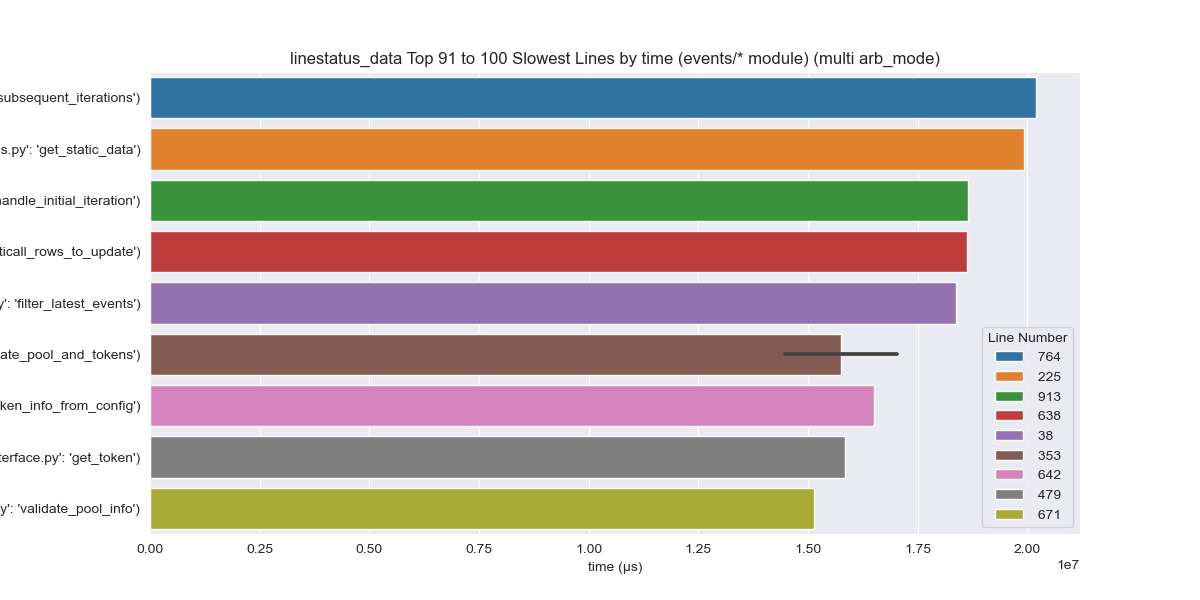 linestatus_data Top 91 to 100 Slowest Lines by time (events/* module) (multi arb_mode)
subsequent_iterations')
s.py': 'get_static_data')
handle_initial_iteration')
ticall_rows_to_update')
y': 'filter_latest_events')
ate_pool_and_tokens')
ken_info_from_config')
terface.py': 'get_token')
y': 'validate_pool_info')
Line Number
764
225
913
638
38
353
642
479
671
0.00 0.25 0.50 0.75 1.00 1.25 1.50 1.75 2.00
1e7
time (µs)